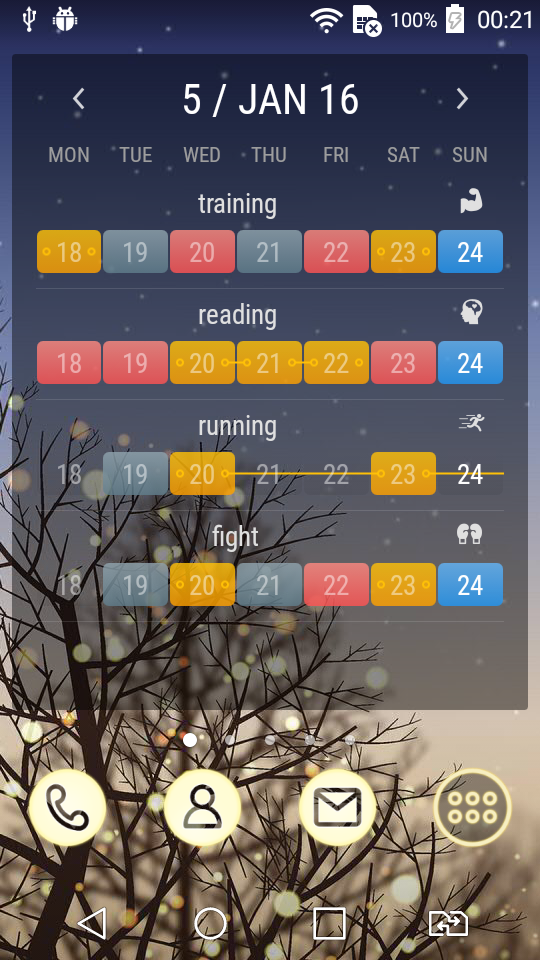 100% 00:21
5 / JAN 16
MON TUE WED THU FRI SAT SUN
training
18 19 20 21 22 23 24
reading
18 19 20 21 22 23 24
running
18 19 20 21 22 23 24
fight
18 19 20 21 22 23 24